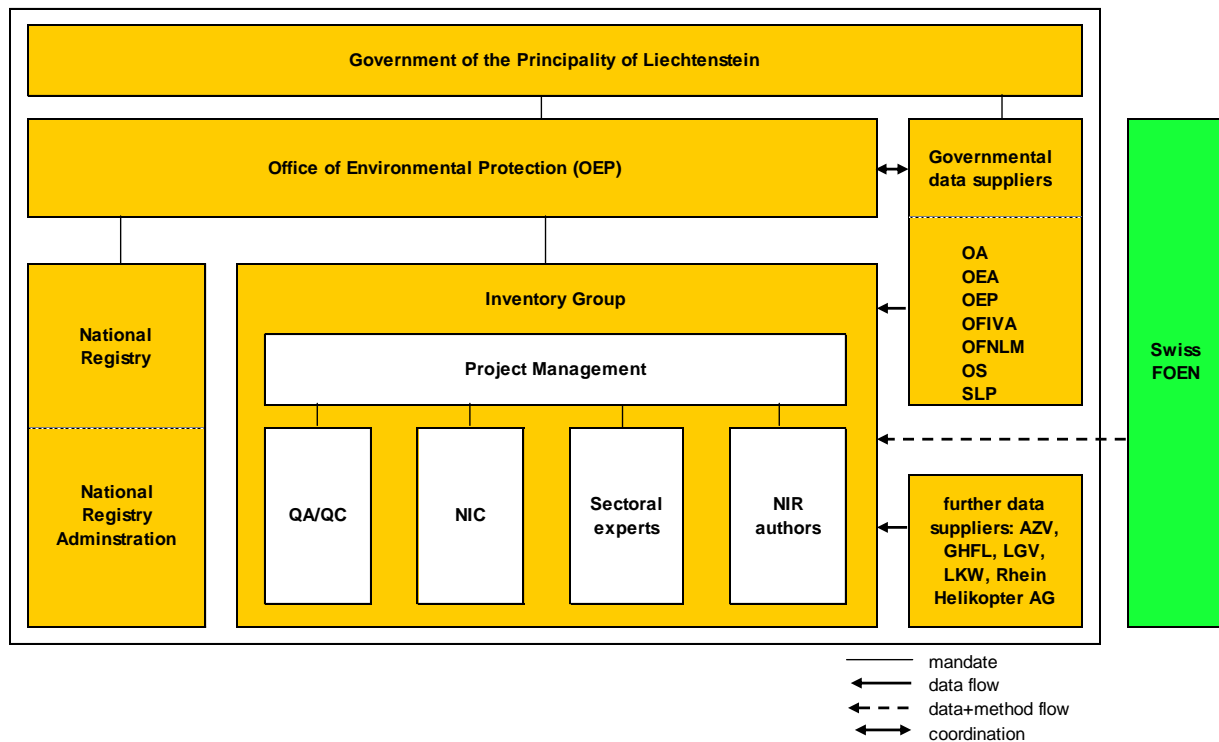 Government of the Principality of Liechtenstein
Office of Environmental Protection (OEP)
Governmental
data suppliers
OA
OEA
OEP
OFIVA
OFNLM
OS
SLP
Swiss
FOEN
National
Registry
National
Registry
Adminstration
Inventory Group
Project Management
QA/QC
NIC
Sectoral
experts
NIR
authors
further data
suppliers: AZV,
GHFL, LGV,
LKW, Rhein
Helikopter AG
mandate
data flow
data+method flow
coordination